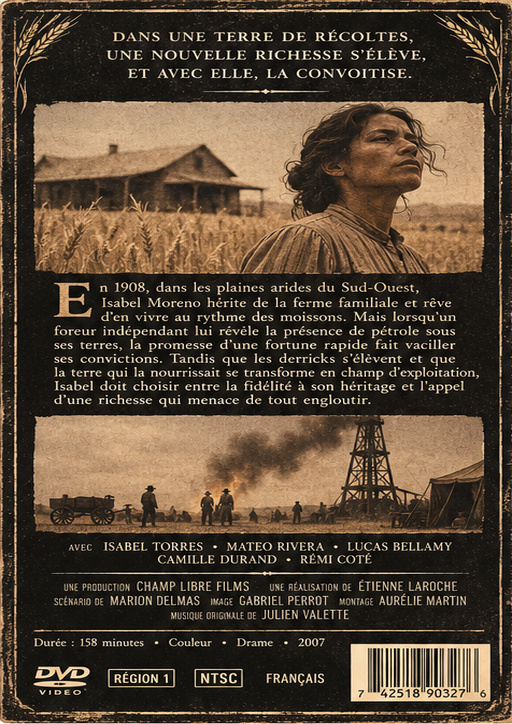 DANS UNE TERRE DE RÉCOLTES,
UNE NOUVELLE RICHESSE S'ÉLÈVE,
ET AVEC ELLE, LA CONVOITISE.
En 1908, dans les plaines arides du Sud-Ouest,
Isabel Moreno hérite de la ferme familiale et rêve
d'en vivre au rythme des moissons. Mais lorsqu'un
foreur indépendant lui révèle la présence de pétrole sous
ses terres, la promesse d'une fortune rapide fait vaciller
ses convictions. Tandis que les derricks s'élèvent et que
la terre qui la nourrissait se transforme en champ d'exploitation,
Isabel doit choisir entre la fidélité à son héritage et l'appel
d'une richesse qui menace de tout engloutir.
AVEC ISABEL TORRES • MATEO RIVERA • LUCAS BELLAMY
CAMILLE DURAND • RÉMI COTÉ
UNE PRODUCTION CHAMP LIBRE FILMS UNE RÉALISATION DE ÉTIENNE LAROCHE
SCÉNARIO DE MARION DELMAS IMAGE GABRIEL PERROT MONTAGE AURÉLIE MARTIN
MUSIQUE ORIGINALE DE JULIEN VALETTE
Durée : 158 minutes • Couleur • Drame • 2007
DVD VIDEO RÉGION 1 NTSC FRANÇAIS
7 42518 90327 6